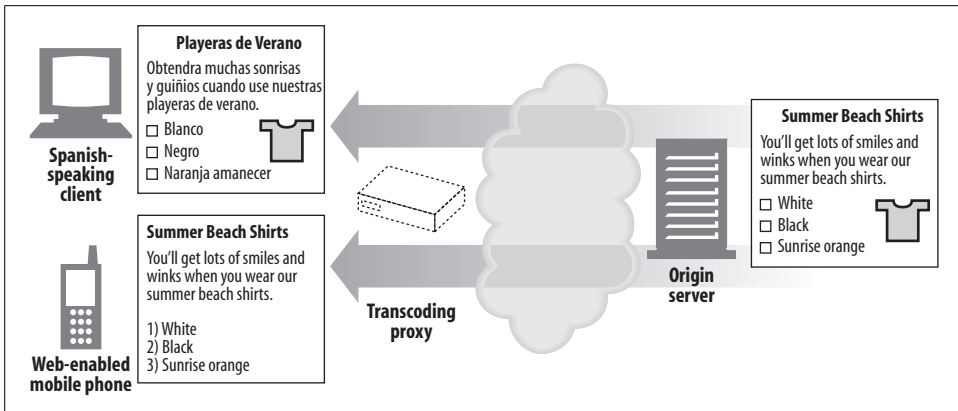 Playeras de Verano
Obtendra muchas sonrisas
y guiñios cuando use nuestras
playeras de verano.
Blanco
Negro
Naranja amanecer
Spanish-
speaking
client
Summer Beach Shirts
You'll get lots of smiles and
winks when you wear our
summer beach shirts.
1) White
2) Black
3) Sunrise orange
Web-enabled
mobile phone
Transcoding
proxy
Origin
server
Summer Beach Shirts
You'll get lots of smiles and
winks when you wear our
summer beach shirts.
White
Black
Sunrise orange